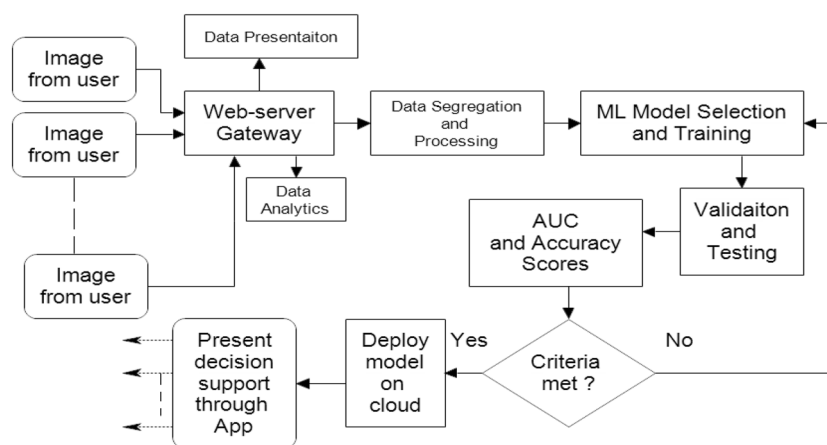 Data Presentaiton
Image
from user
Web-server
Gateway
Data Segregation
and
Processing
ML Model Selection
and Training
Image
from user
Data
Analytics
Validaiton
and
Testing
AUC
and Accuracy
Scores
Image
from user
Present
decision
support
through
App
Deploy
model
on
cloud
Yes
Criteria
met ?
No